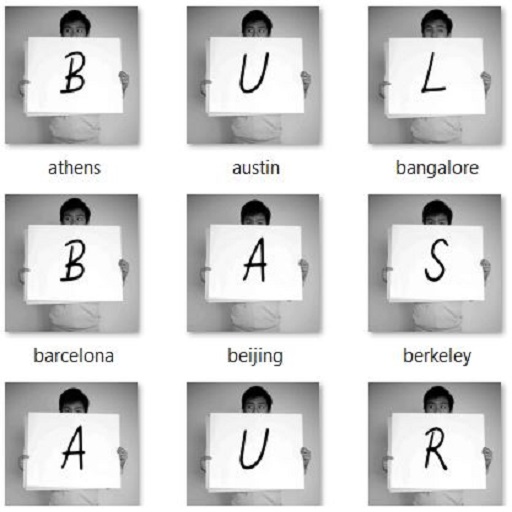 B U L
athens austin bangalore
B A S
barcelona beijing berkeley
A U R